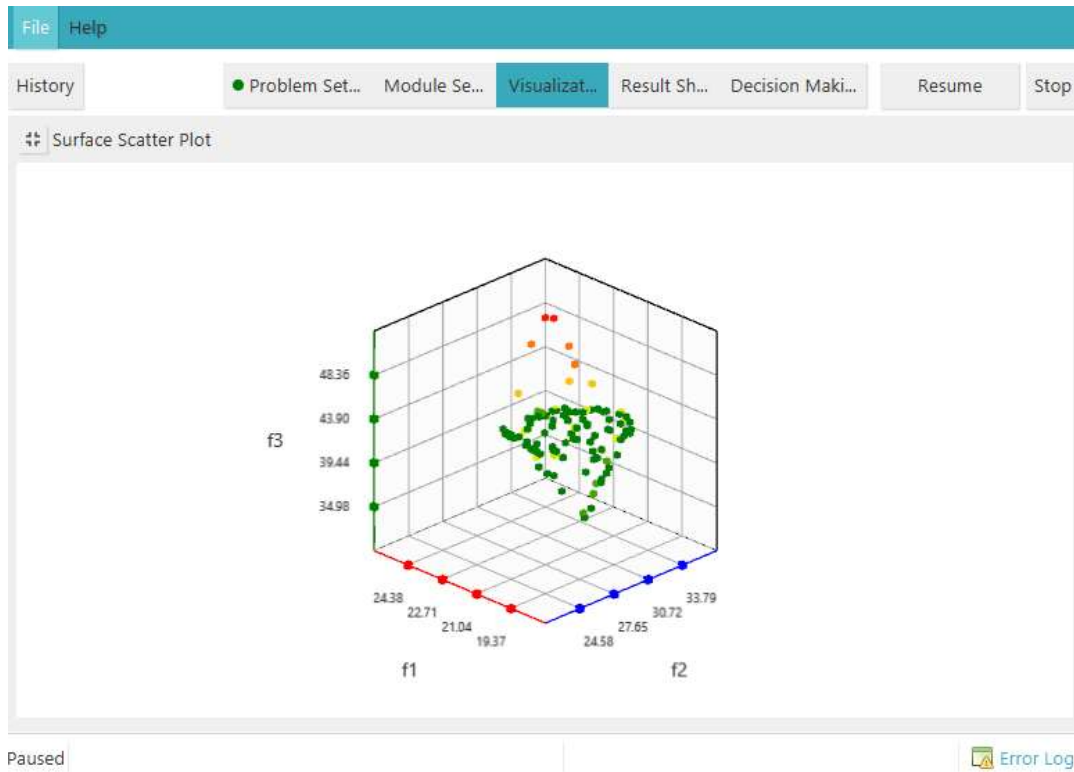 File Help
History Problem Set... Module Se... Visualizat... Result Sh... Decision Maki... Resume Stop
Surface Scatter Plot
48.36
43.90
f3
39.44
34.98
24.38 33.79
22.71 30.72
21.04 27.65
19.37 24.58
f1 f2
Paused Error Log